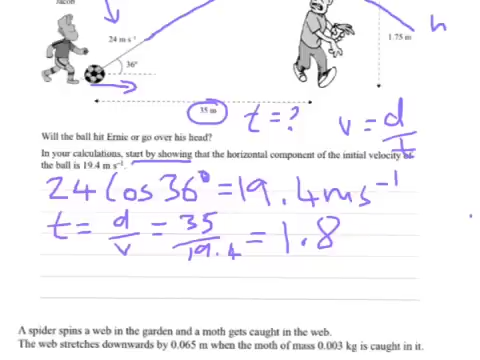 Jacob
24 m s⁻¹
36°
1.75 m
h
35 m
t = ?
v = d/t
Will the ball hit Ernie or go over his head?
In your calculations, start by showing that the horizontal component of the initial velocity of
the ball is 19.4 m s⁻¹.
24 Cos 36° = 19.4ms⁻¹
t = d/v = 35/19.4 = 1.8
A spider spins a web in the garden and a moth gets caught in the web.
The web stretches downwards by 0.065 m when the moth of mass 0.003 kg is caught in it.